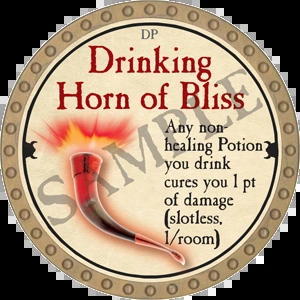 DP
Drinking
Horn of Bliss
Any non-
healing Potion
you drink
cures you 1 pt
of damage
(slotless,
1/room)
SAMPLE